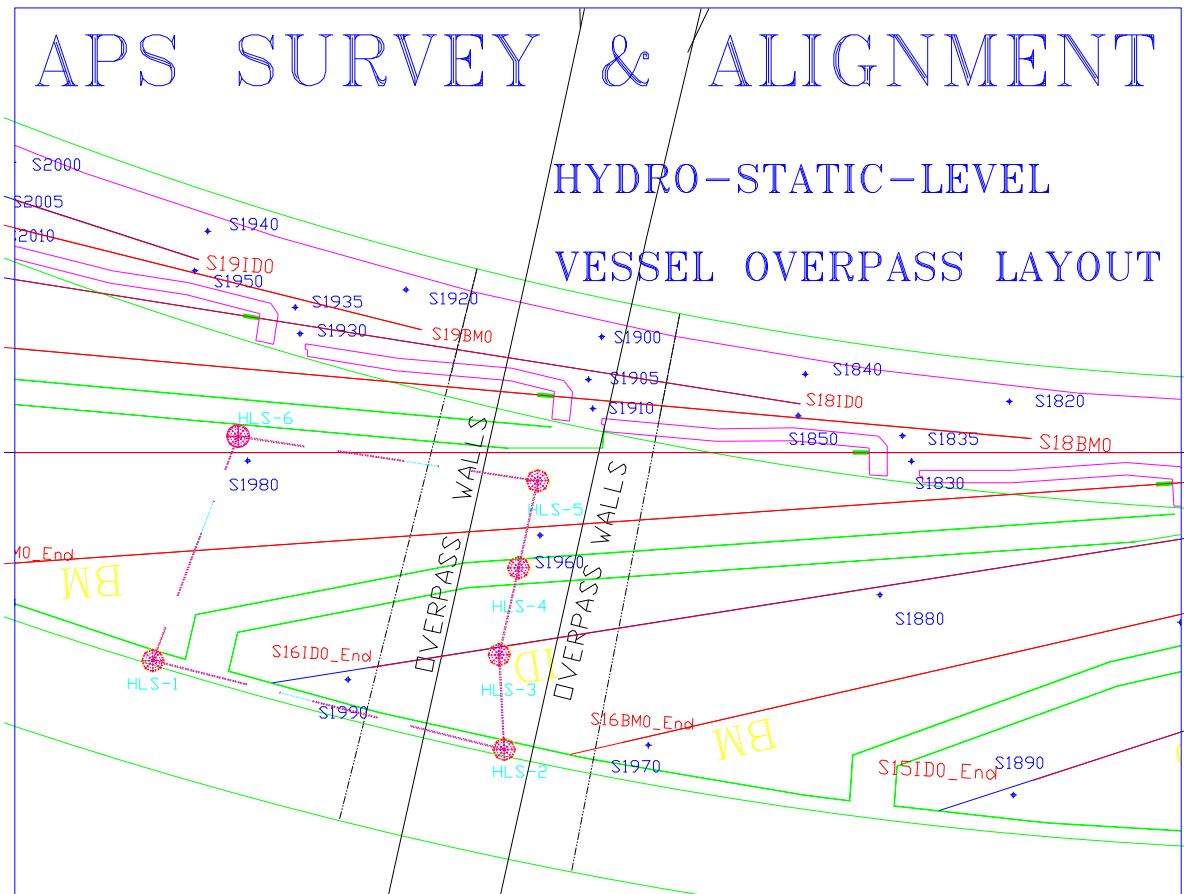 APS SURVEY & ALIGNMENT
HYDRO-STATIC-LEVEL
VESSEL OVERPASS LAYOUT
S2000
S2005
S2010
S1940
S19ID0
S1950
S1935
S1930
S1920
S19BM0
S1900
S1905
S1910
S1840
S18ID0
S1820
S1850
S1835
S18BM0
S1830
HLS-6
S1980
OVERPASS WALLS
OVERPASS WALLS
HLS-5
S1960
HLS-4
M0_End
BM
S1880
S16ID0_End
ID
HLS-3
HLS-1
S1990
S16BM0_End
BM
HLS-2
S1970
S15ID0_End
S1890